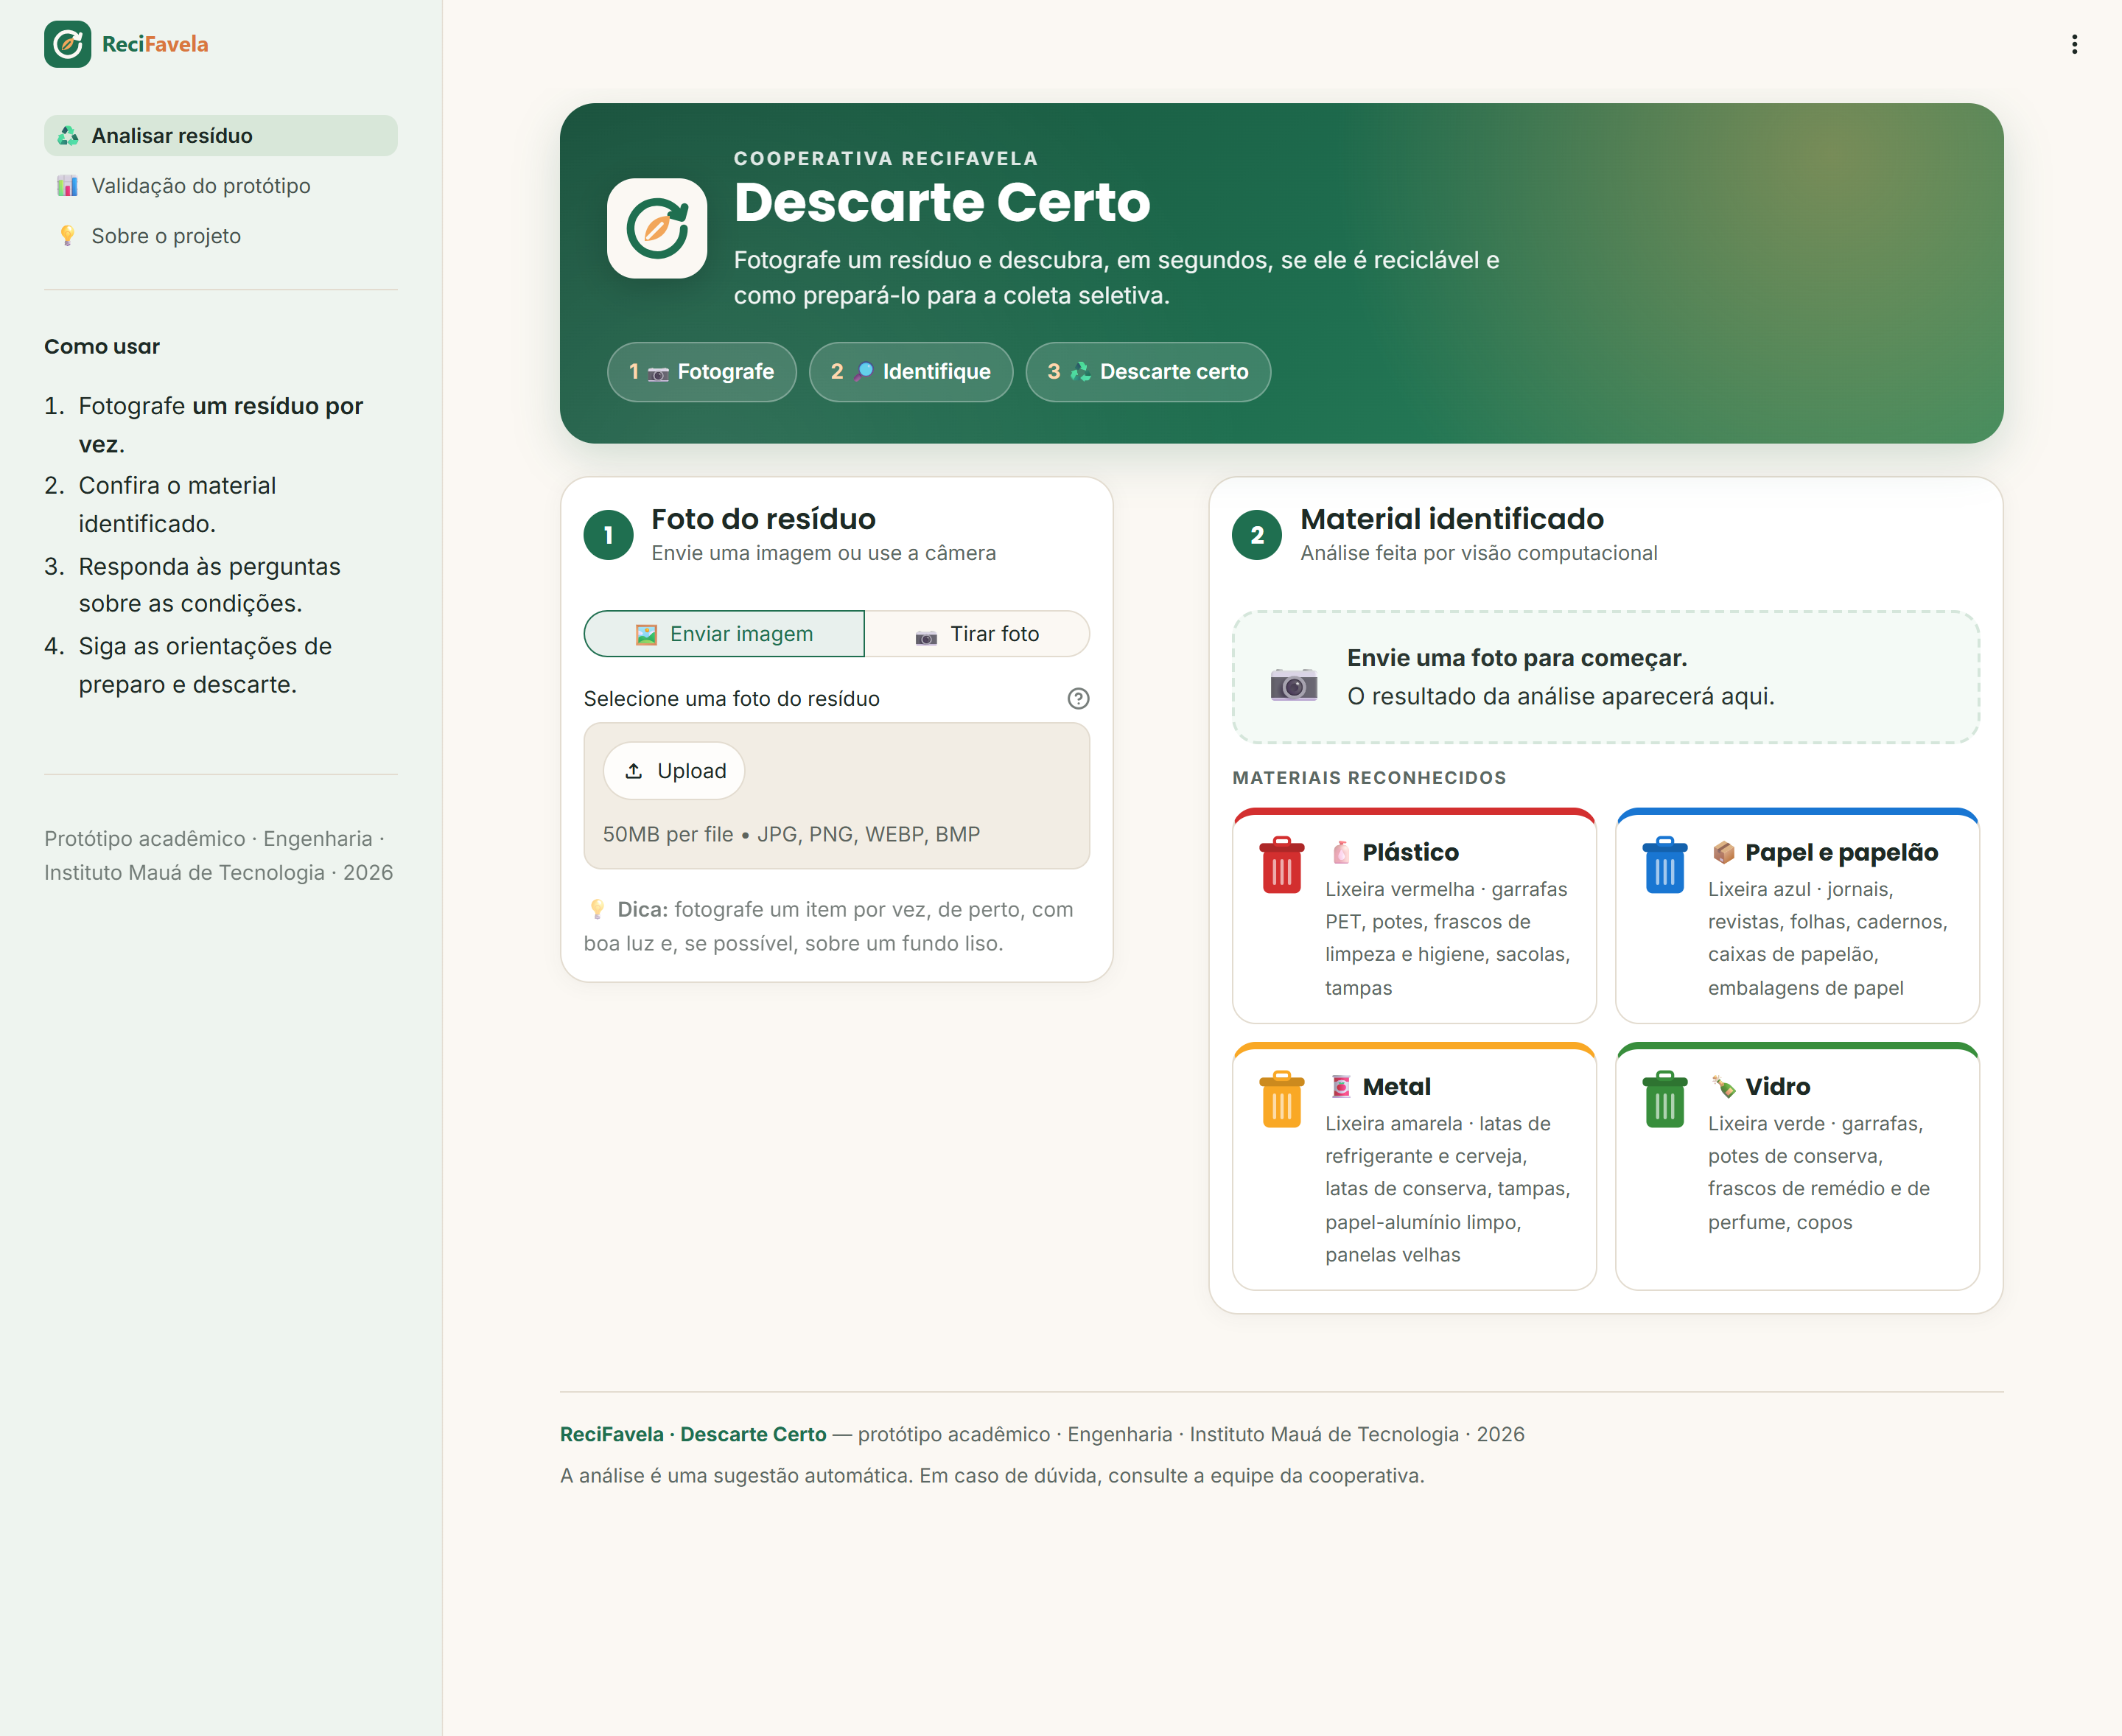 ReciFavela
Analisar resíduo
Validação do protótipo
Sobre o projeto
Como usar
1. Fotografe um resíduo por
vez.
2. Confira o material
identificado.
3. Responda às perguntas
sobre as condições.
4. Siga as orientações de
preparo e descarte.
Protótipo acadêmico · Engenharia ·
Instituto Mauá de Tecnologia · 2026
COOPERATIVA RECIFAVELA
Descarte Certo
Fotografe um resíduo e descubra, em segundos, se ele é reciclável e
como prepará-lo para a coleta seletiva.
1 Fotografe
2 Identifique
3 Descarte certo
1
Foto do resíduo
Envie uma imagem ou use a câmera
Enviar imagem
Tirar foto
Selecione uma foto do resíduo
Upload
50MB per file • JPG, PNG, WEBP, BMP
Dica: fotografe um item por vez, de perto, com
boa luz e, se possível, sobre um fundo liso.
2
Material identificado
Análise feita por visão computacional
Envie uma foto para começar.
O resultado da análise aparecerá aqui.
MATERIAIS RECONHECIDOS
Plástico
Lixeira vermelha · garrafas
PET, potes, frascos de
limpeza e higiene, sacolas,
tampas
Papel e papelão
Lixeira azul · jornais,
revistas, folhas, cadernos,
caixas de papelão,
embalagens de papel
Metal
Lixeira amarela · latas de
refrigerante e cerveja,
latas de conserva, tampas,
papel-alumínio limpo,
panelas velhas
Vidro
Lixeira verde · garrafas,
potes de conserva,
frascos de remédio e de
perfume, copos
ReciFavela · Descarte Certo — protótipo acadêmico · Engenharia · Instituto Mauá de Tecnologia · 2026
A análise é uma sugestão automática. Em caso de dúvida, consulte a equipe da cooperativa.